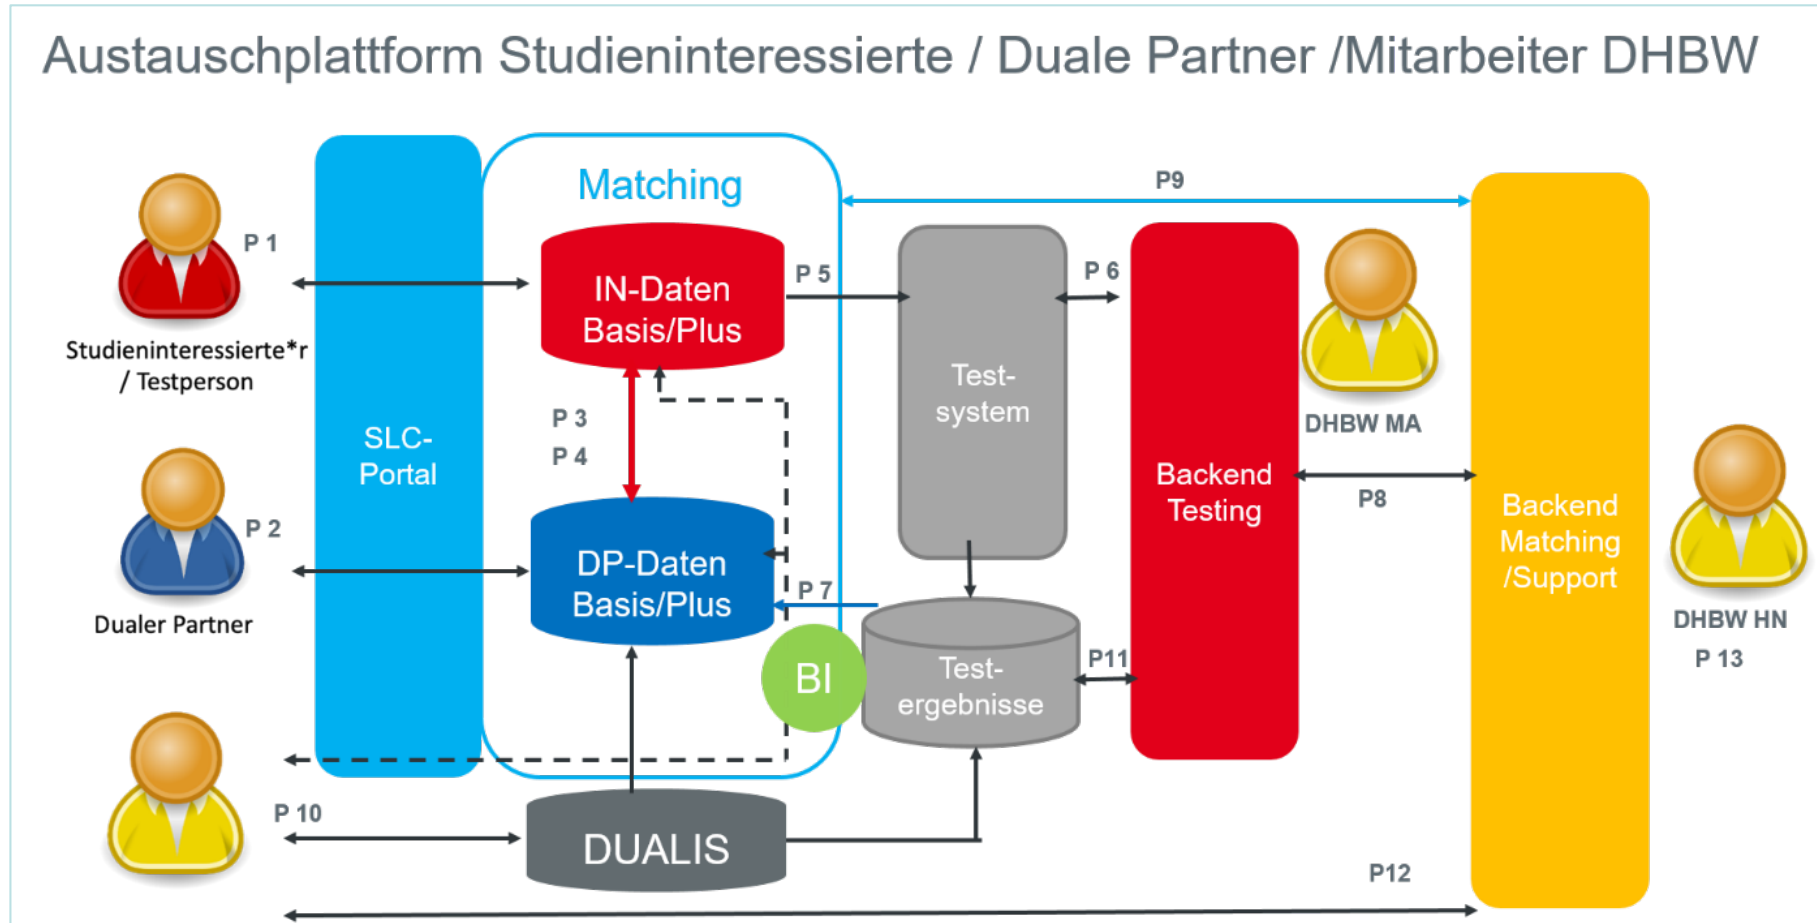 Austauschplattform Studieninteressierte / Duale Partner /Mitarbeiter DHBW
Matching
P9
P 1
IN-Daten
Basis/Plus
P 5
P 6
Studieninteressierte*r
/ Testperson
Test-
system
P 3
P 4
DHBW MA
SLC-
Portal
Backend
Testing
P8
Backend
Matching
/Support
P 2
DP-Daten
Basis/Plus
P 7
Dualer Partner
DHBW HN
P 13
BI
Test-
ergebnisse
P11
P 10
DUALIS
P12